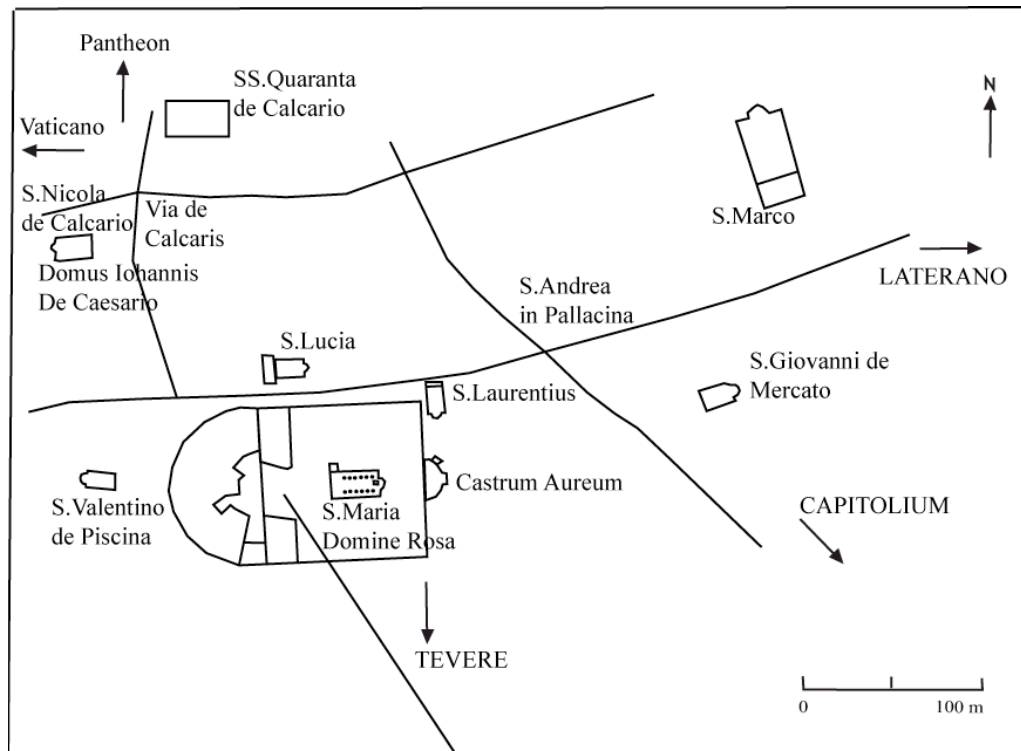 Pantheon
SS.Quaranta
de Calcario
N
Vaticano
S.Nicola
de Calcario
Via de
Calcaris
S.Marco
Domus Iohannis
De Caesario
LATERANO
S.Andrea
in Pallacina
S.Lucia
S.Giovanni de
Mercato
S.Laurentius
Castrum Aureum
S.Valentino
de Piscina
S.Maria
Domine Rosa
CAPITOLIUM
TEVERE
0 100 m